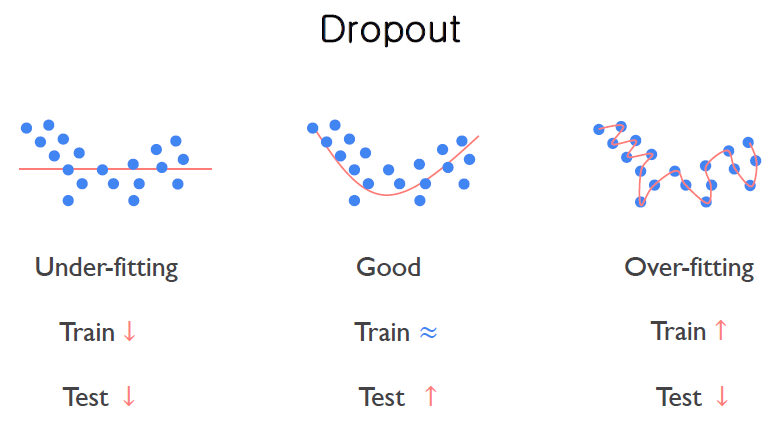 Dropout
Under-fitting Good Over-fitting
Train ↓ Train ≈ Train ↑
Test ↓ Test ↑ Test ↓